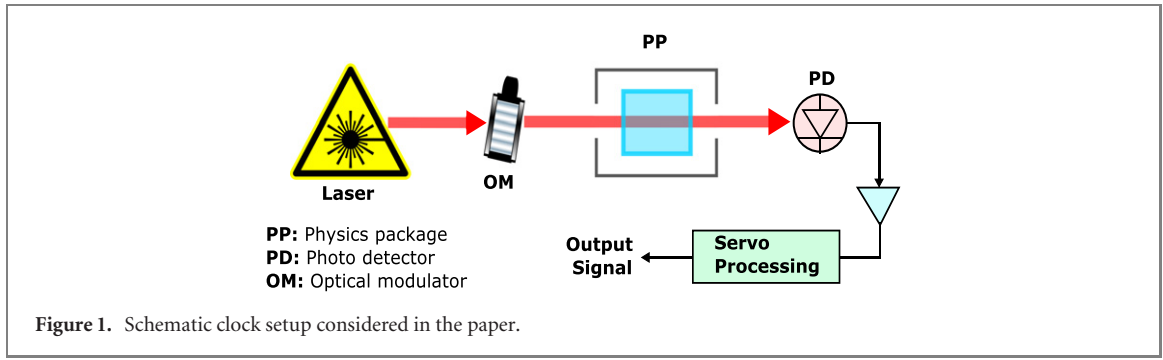 PP
PD
Laser
OM
PP: Physics package
PD: Photo detector
OM: Optical modulator
Output
Signal
Servo
Processing
Figure 1. Schematic clock setup considered in the paper.